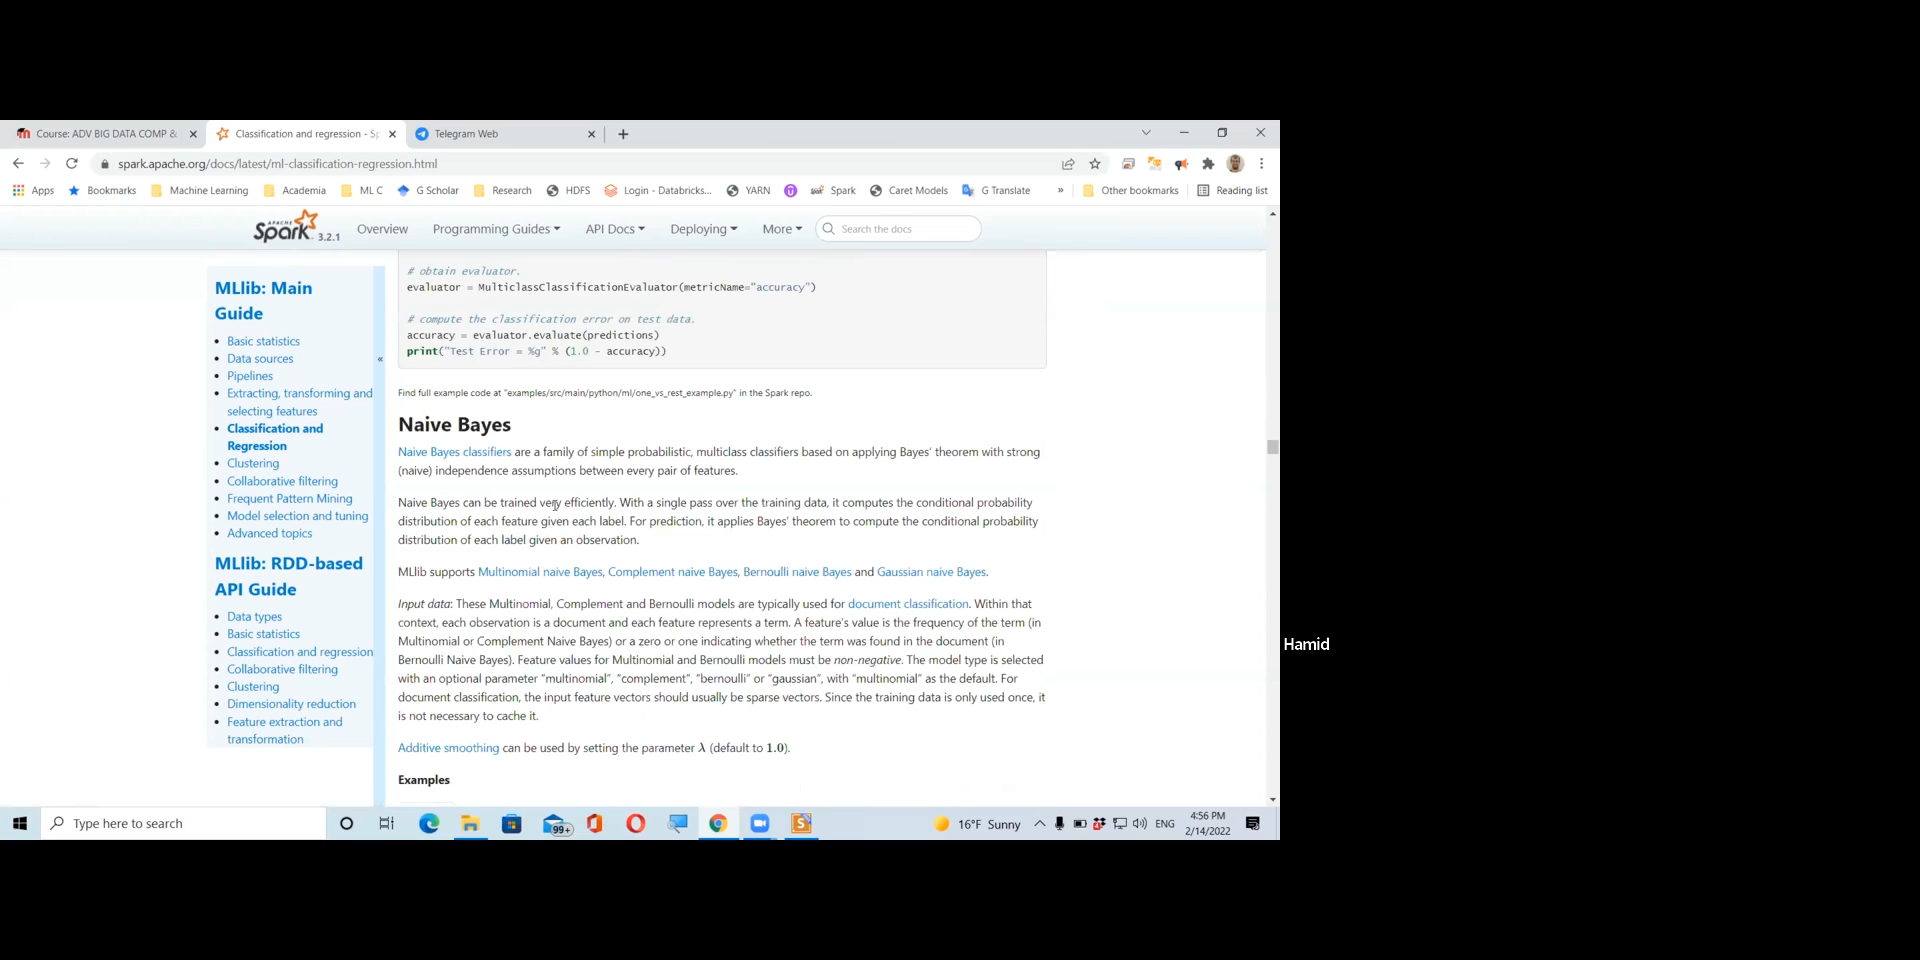 Course: ADV BIG DATA COMP &
Classification and regression - Sp
Telegram Web
spark.apache.org/docs/latest/ml-classification-regression.html
Apps
Bookmarks
Machine Learning
Academia
ML C
G Scholar
Research
HDFS
Login - Databricks...
YARN
Spark
Caret Models
G Translate
»
Other bookmarks
Reading list
APACHE
Spark 3.2.1
Overview
Programming Guides
API Docs
Deploying
More
Search the docs
MLlib: Main
Guide
Basic statistics
Data sources
Pipelines
Extracting, transforming and
selecting features
Classification and
Regression
Clustering
Collaborative filtering
Frequent Pattern Mining
Model selection and tuning
Advanced topics
MLlib: RDD-based
API Guide
Data types
Basic statistics
Classification and regression
Collaborative filtering
Clustering
Dimensionality reduction
Feature extraction and
transformation
«
# obtain evaluator.
evaluator = MulticlassClassificationEvaluator(metricName="accuracy")
# compute the classification error on test data.
accuracy = evaluator.evaluate(predictions)
print("Test Error = %g" % (1.0 - accuracy))
Find full example code at "examples/src/main/python/ml/one_vs_rest_example.py" in the Spark repo.
Naive Bayes
Naive Bayes classifiers are a family of simple probabilistic, multiclass classifiers based on applying Bayes' theorem with strong
(naive) independence assumptions between every pair of features.
Naive Bayes can be trained very efficiently. With a single pass over the training data, it computes the conditional probability
distribution of each feature given each label. For prediction, it applies Bayes' theorem to compute the conditional probability
distribution of each label given an observation.
MLlib supports Multinomial naive Bayes, Complement naive Bayes, Bernoulli naive Bayes and Gaussian naive Bayes.
Input data: These Multinomial, Complement and Bernoulli models are typically used for document classification. Within that
context, each observation is a document and each feature represents a term. A feature's value is the frequency of the term (in
Multinomial or Complement Naive Bayes) or a zero or one indicating whether the term was found in the document (in
Bernoulli Naive Bayes). Feature values for Multinomial and Bernoulli models must be non-negative. The model type is selected
with an optional parameter "multinomial", "complement", "bernoulli" or "gaussian", with "multinomial" as the default. For
document classification, the input feature vectors should usually be sparse vectors. Since the training data is only used once, it
is not necessary to cache it.
Additive smoothing can be used by setting the parameter λ (default to 1.0).
Examples
Hamid
Type here to search
99+
16°F Sunny
ENG
4:56 PM
2/14/2022